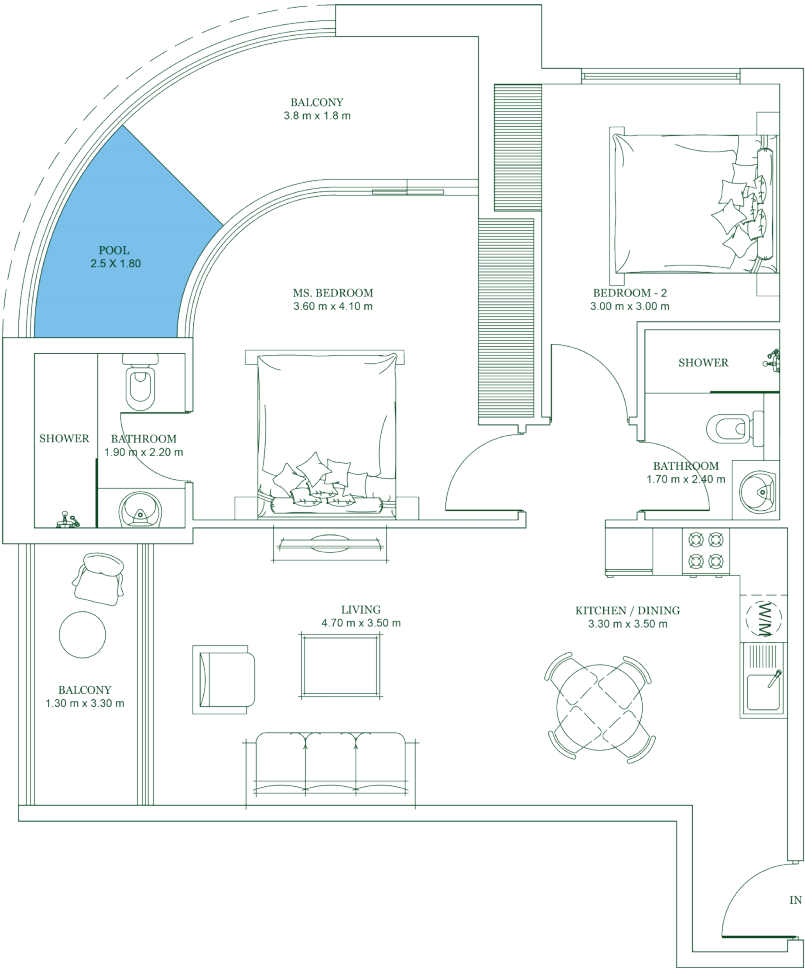 BALCONY
3.8 m x 1.8 m
POOL
2.5 X 1.80
MS. BEDROOM
3.60 m x 4.10 m
BEDROOM - 2
3.00 m x 3.00 m
SHOWER
SHOWER
BATHROOM
1.90 m x 2.20 m
BATHROOM
1.70 m x 2.40 m
LIVING
4.70 m x 3.50 m
KITCHEN / DINING
3.30 m x 3.50 m
W/M
BALCONY
1.30 m x 3.30 m
IN